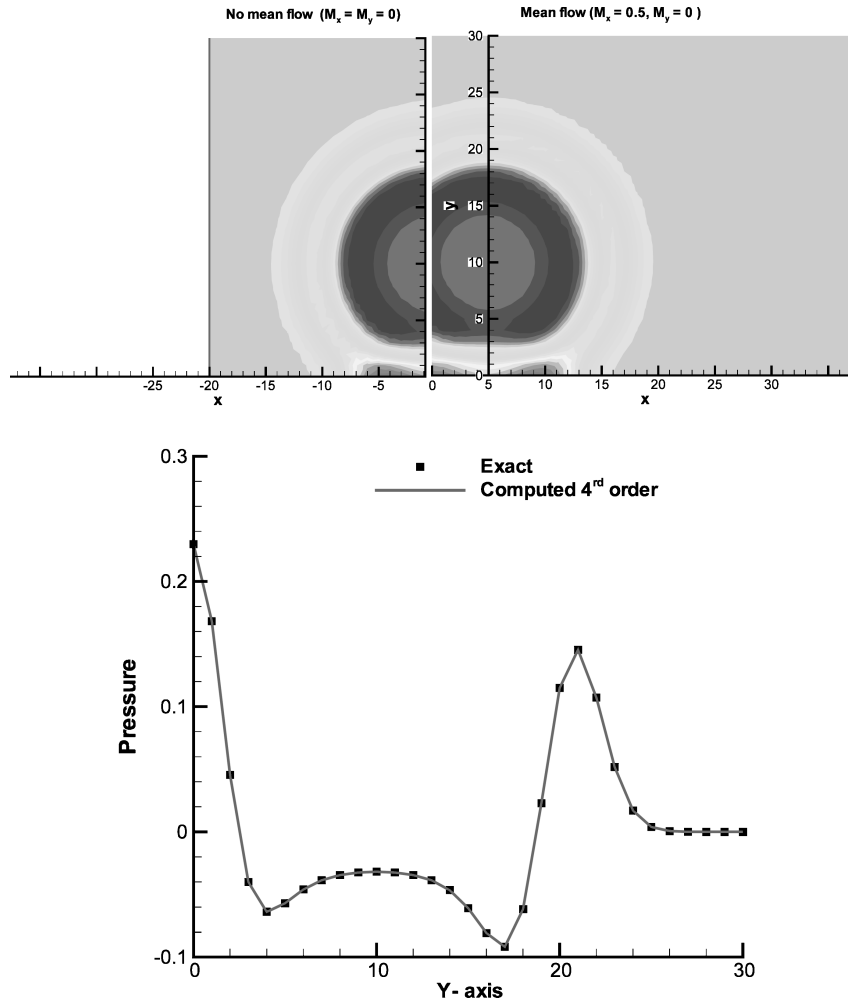 No mean flow (Mx = My = 0)
Mean flow (Mx = 0.5, My = 0 )
30
25
20
y 15
10
5
0
-25 -20 -15 -10 -5 0 5 10 15 20 25 30
x x
0.3
Exact
Computed 4rd order
0.2
0.1
Pressure
0
-0.1
0 10 20 30
Y- axis